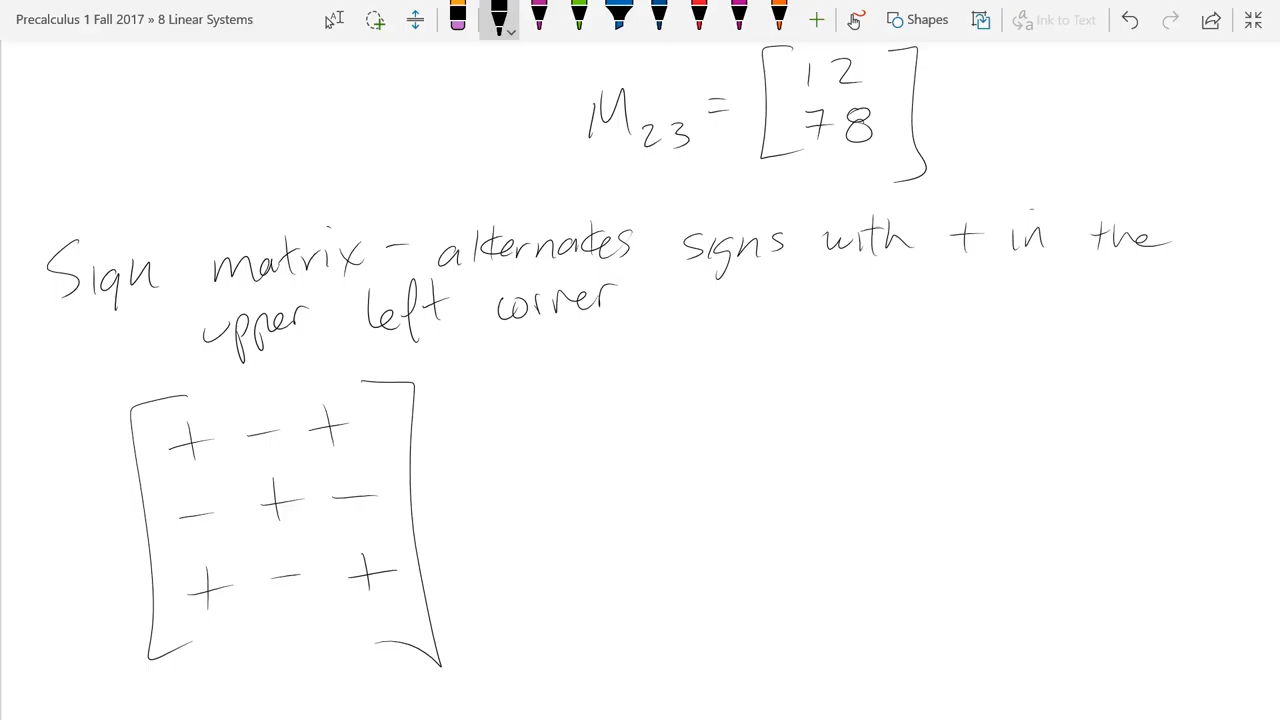 Precalculus 1 Fall 2017 » 8 Linear Systems
Shapes
Ink to Text
M23 = [ 1 2
7 8 ]
Sign matrix - alternates signs with + in the
upper left corner
[ + - +
- + -
+ - + ]